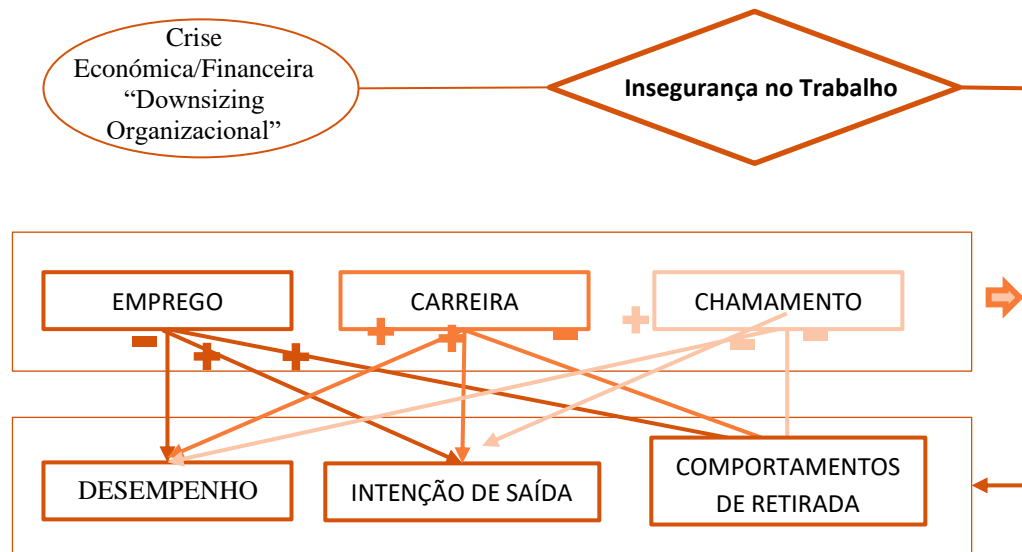 Crise
Económica/Financeira
“Downsizing
Organizacional”
Insegurança no Trabalho
EMPREGO
CARREIRA
CHAMAMENTO
DESEMPENHO
INTENÇÃO DE SAÍDA
COMPORTAMENTOS
DE RETIRADA